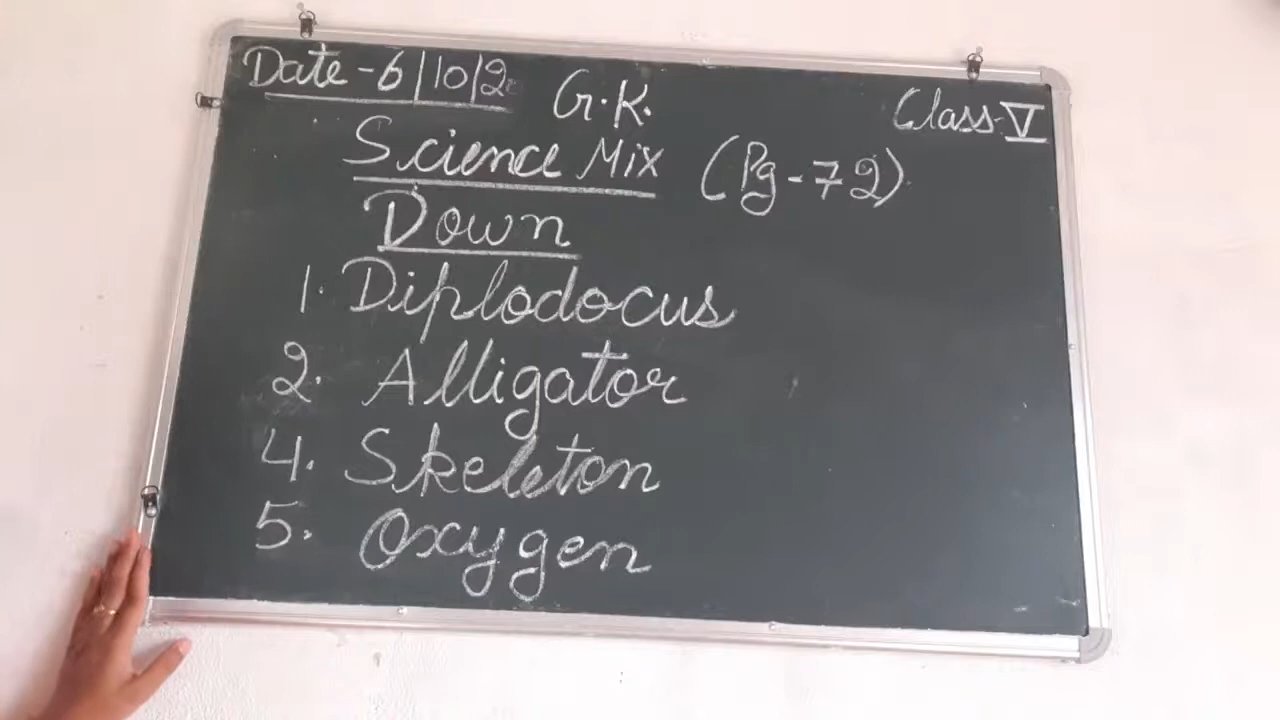 Date - 6/10/2
G.K.
Class-V
Science Mix (Pg-72)
Down
1. Diplodocus
2. Alligator
4. Skeleton
5. Oxygen